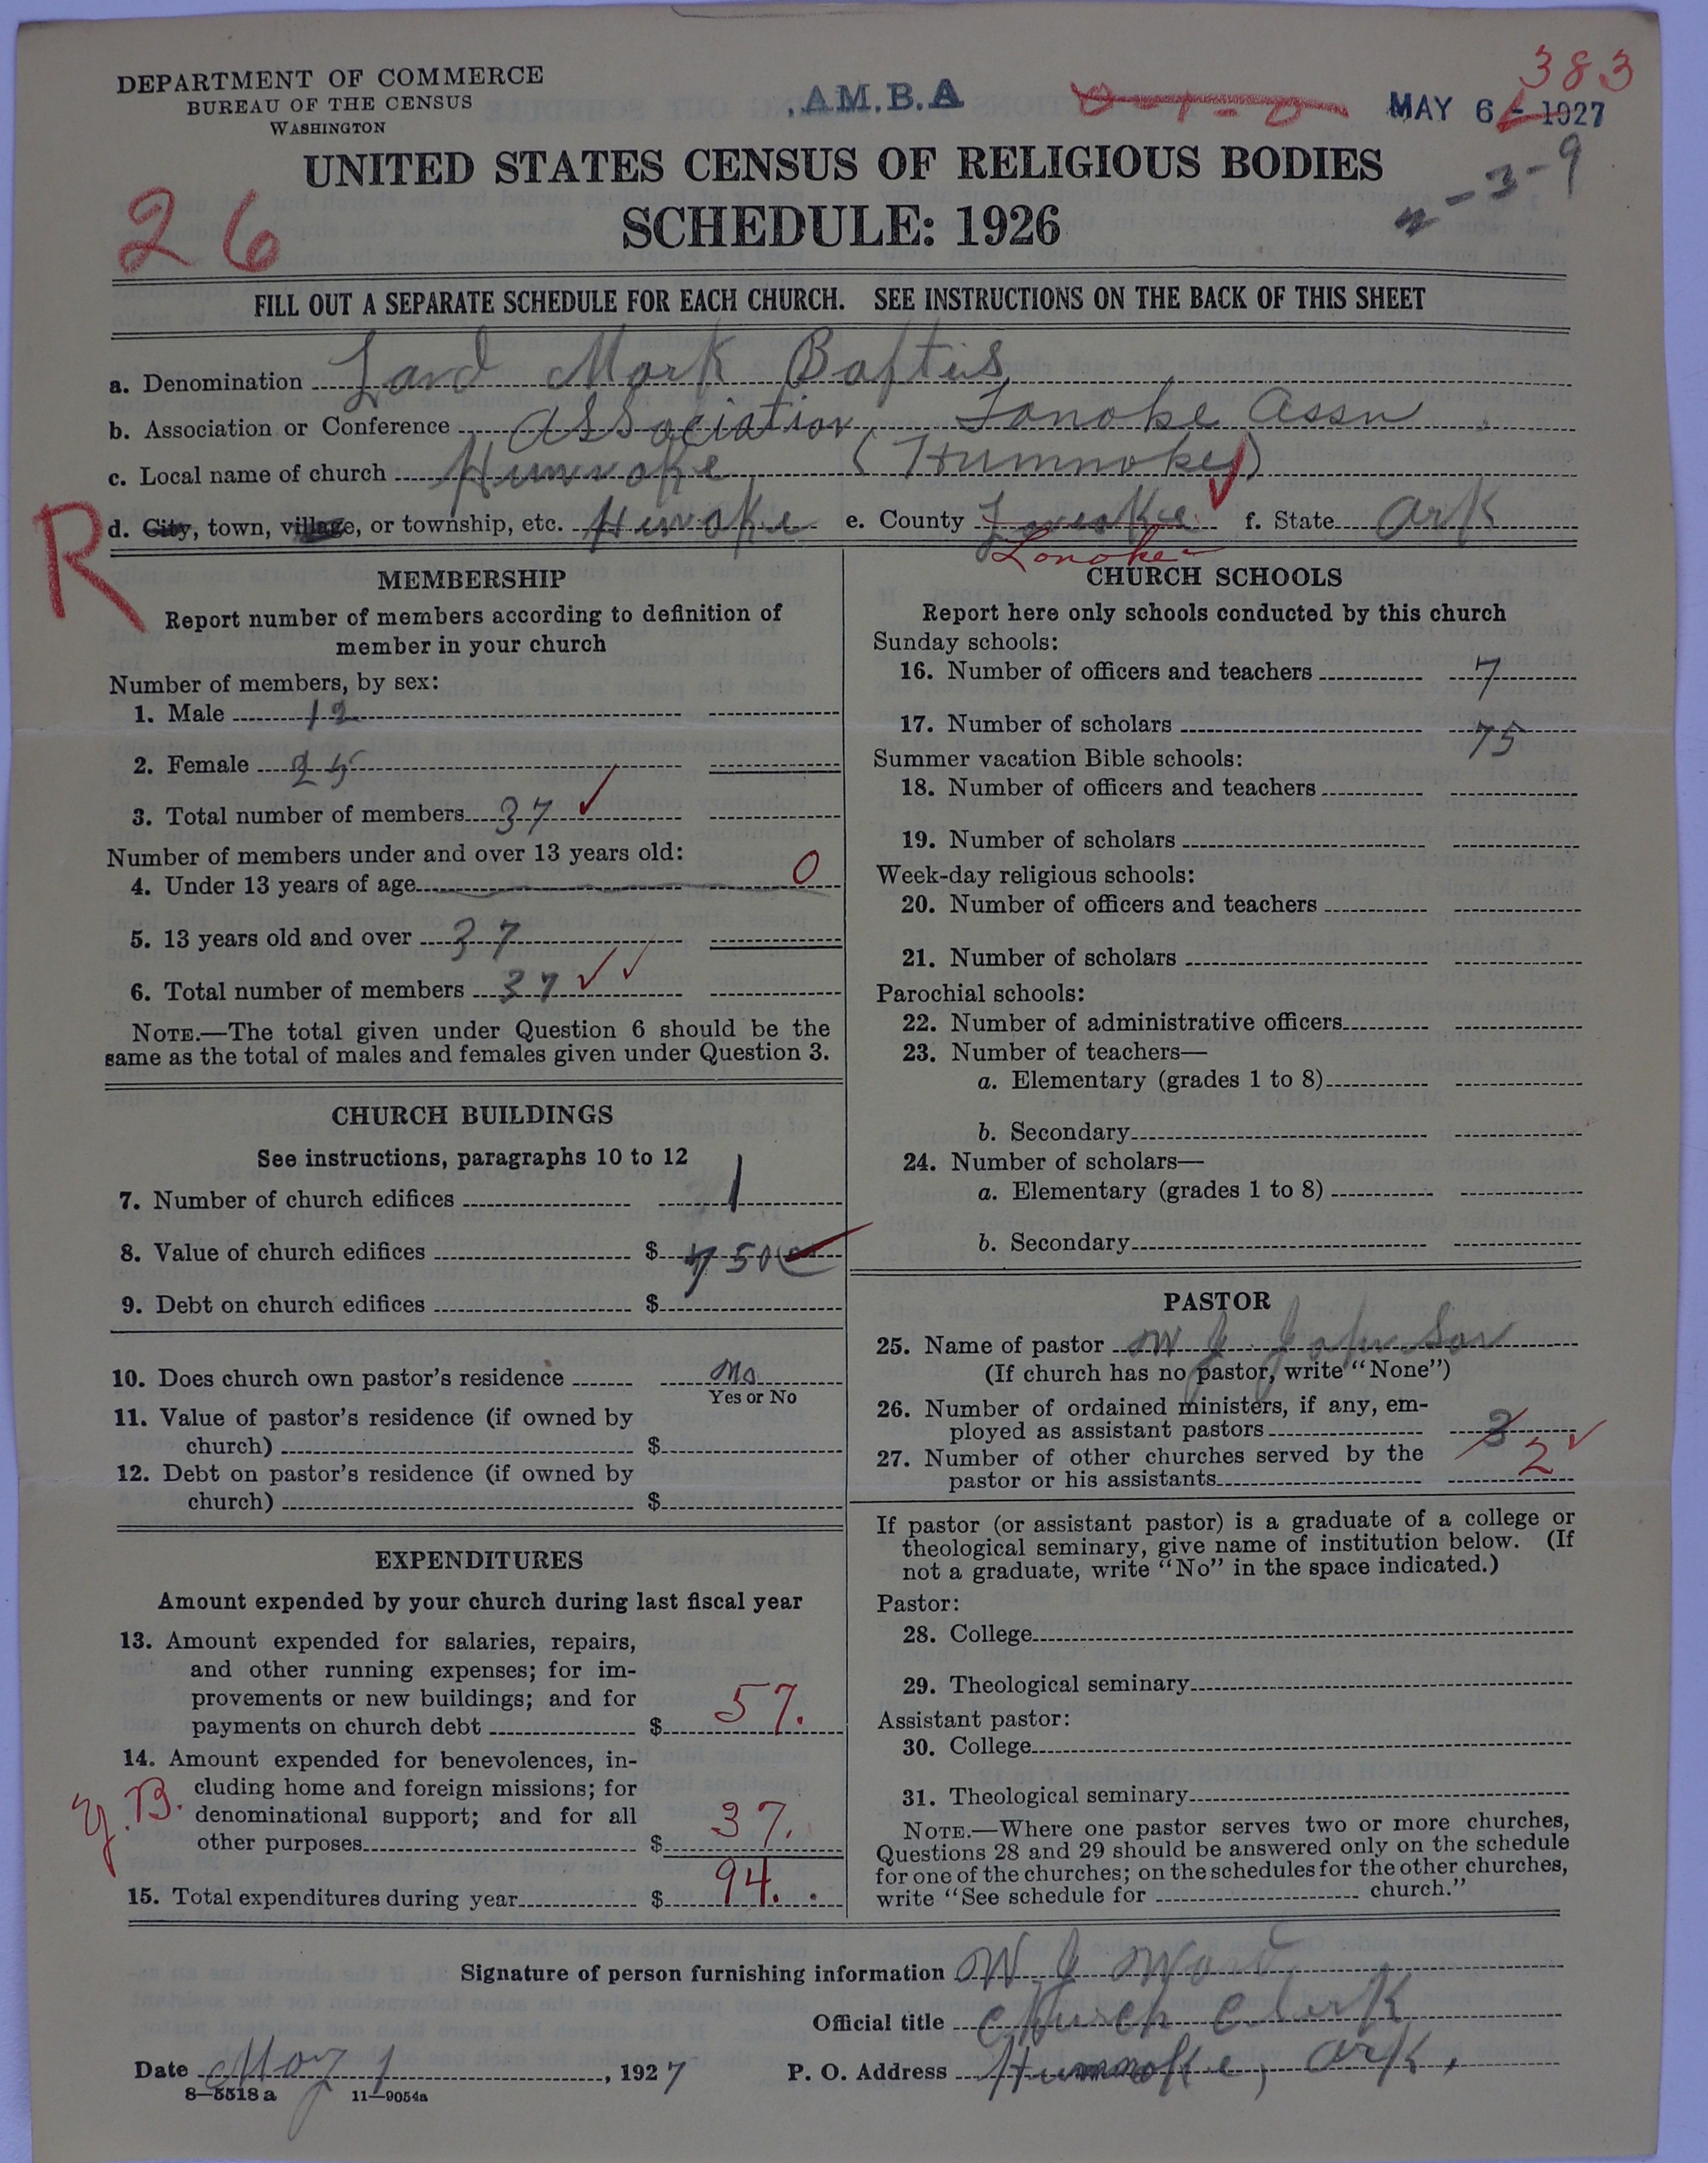 DEPARTMENT OF COMMERCE
BUREAU OF THE CENSUS
WASHINGTON
.A.M.B.A
0-1-0
MAY 6 - 1927
383
4-3-9
UNITED STATES CENSUS OF RELIGIOUS BODIES
SCHEDULE: 1926
26
FILL OUT A SEPARATE SCHEDULE FOR EACH CHURCH. SEE INSTRUCTIONS ON THE BACK OF THIS SHEET
a. Denomination Land Mark Baptis
b. Association or Conference Association Lonoke Assn.
c. Local name of church (Humnoke)
R
d. City, town, village, or township, etc. e. County Lonoke f. State Ark
MEMBERSHIP
Report number of members according to definition of
member in your church
Number of members, by sex:
1. Male 12
2. Female 25
3. Total number of members 37
Number of members under and over 13 years old:
4. Under 13 years of age 0
5. 13 years old and over 37
6. Total number of members 37
NOTE.—The total given under Question 6 should be the
same as the total of males and females given under Question 3.
CHURCH BUILDINGS
See instructions, paragraphs 10 to 12
7. Number of church edifices 1
8. Value of church edifices $ 750
9. Debt on church edifices $
10. Does church own pastor's residence No
Yes or No
11. Value of pastor's residence (if owned by
church) $
12. Debt on pastor's residence (if owned by
church) $
EXPENDITURES
Amount expended by your church during last fiscal year
13. Amount expended for salaries, repairs,
and other running expenses; for im-
provements or new buildings; and for
payments on church debt $ 57.
14. Amount expended for benevolences, in-
cluding home and foreign missions; for
Y.B.
denominational support; and for all
other purposes $ 37.
15. Total expenditures during year $ 94.
CHURCH SCHOOLS
Report here only schools conducted by this church
Sunday schools:
16. Number of officers and teachers 7
17. Number of scholars 75
Summer vacation Bible schools:
18. Number of officers and teachers
19. Number of scholars
Week-day religious schools:
20. Number of officers and teachers
21. Number of scholars
Parochial schools:
22. Number of administrative officers
23. Number of teachers—
a. Elementary (grades 1 to 8)
b. Secondary
24. Number of scholars—
a. Elementary (grades 1 to 8)
b. Secondary
PASTOR
25. Name of pastor W J Johnson
(If church has no pastor, write "None")
26. Number of ordained ministers, if any, em-
ployed as assistant pastors 3
27. Number of other churches served by the
pastor or his assistants 2
If pastor (or assistant pastor) is a graduate of a college or
theological seminary, give name of institution below. (If
not a graduate, write "No" in the space indicated.)
Pastor:
28. College
29. Theological seminary
Assistant pastor:
30. College
31. Theological seminary
NOTE.—Where one pastor serves two or more churches,
Questions 28 and 29 should be answered only on the schedule
for one of the churches; on the schedules for the other churches,
write "See schedule for church."
Signature of person furnishing information W. J.
Official title Church Clerk
Date May 1, 1927 P. O. Address Humnoke, Ark.
8—5518 a 11—9054a